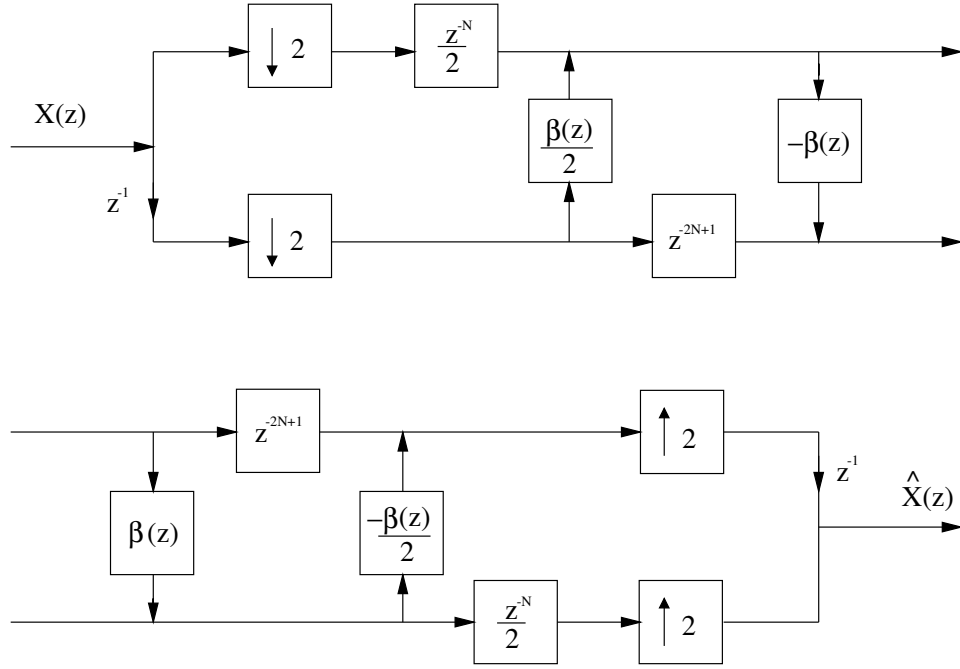 ↓ 2
z^-N / 2
X(z)
β(z) / 2
-β(z)
z^-1
↓ 2
z^-2N+1
z^-2N+1
↑ 2
z^-1
X̂(z)
β(z)
-β(z) / 2
z^-N / 2
↑ 2